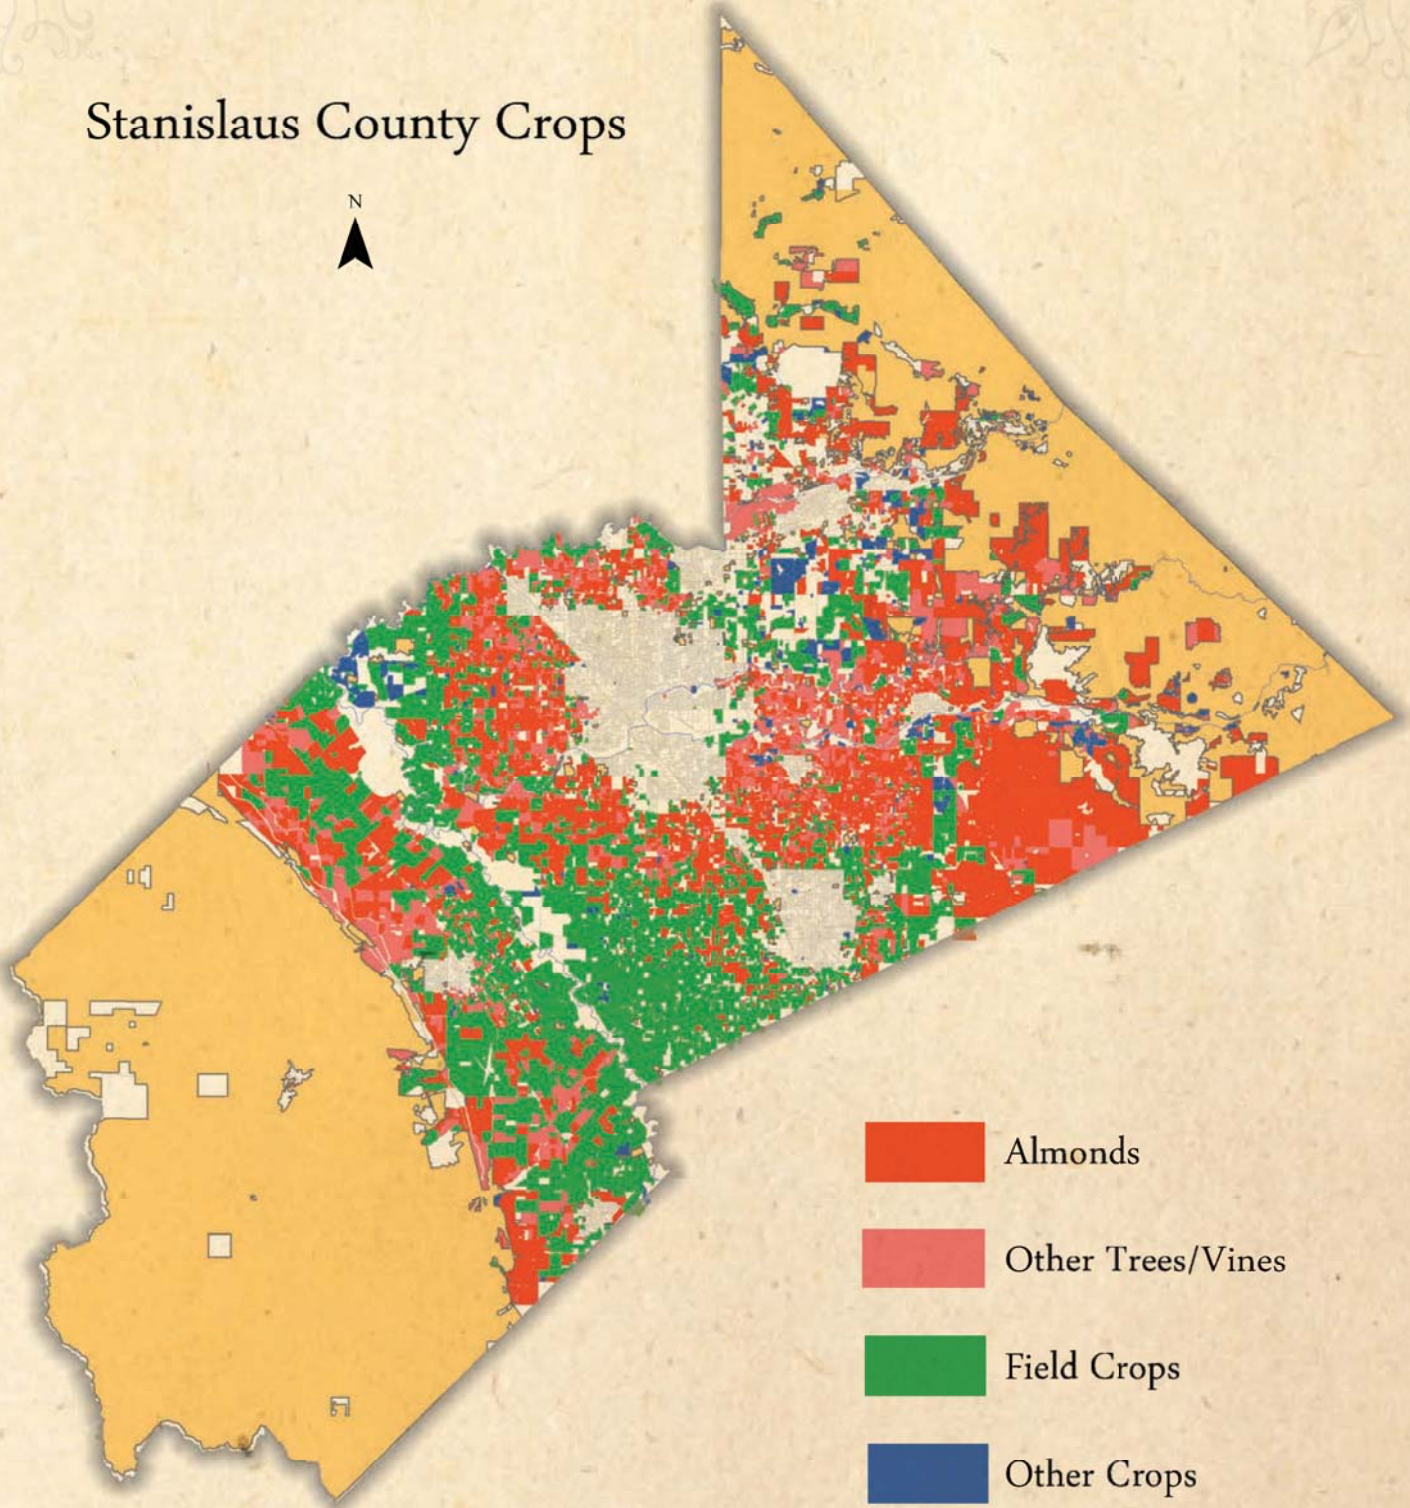 Stanislaus County Crops
N
Almonds
Other Trees/Vines
Field Crops
Other Crops